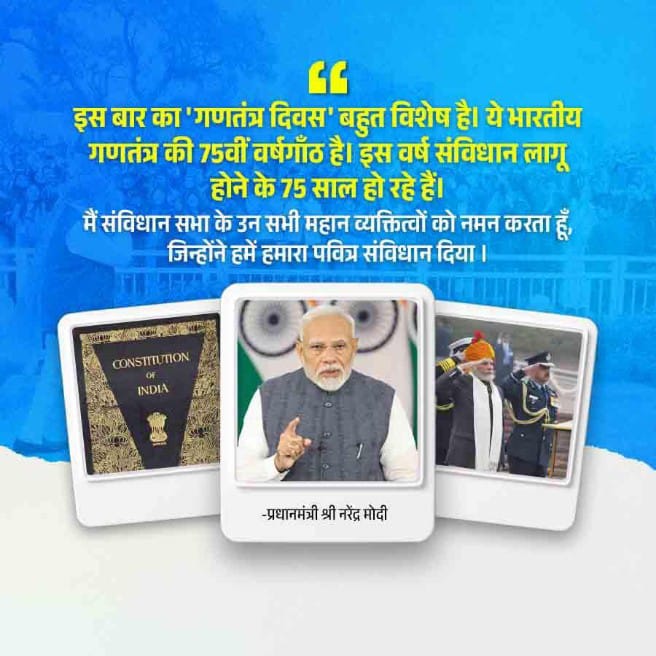 इस बार का 'गणतंत्र दिवस' बहुत विशेष है। ये भारतीय
गणतंत्र की 75वीं वर्षगाँठ है। इस वर्ष संविधान लागू
होने के 75 साल हो रहे हैं।
मैं संविधान सभा के उन सभी महान व्यक्तित्वों को नमन करता हूँ,
जिन्होंने हमें हमारा पवित्र संविधान दिया ।
CONSTITUTION
OF
INDIA
-प्रधानमंत्री श्री नरेंद्र मोदी